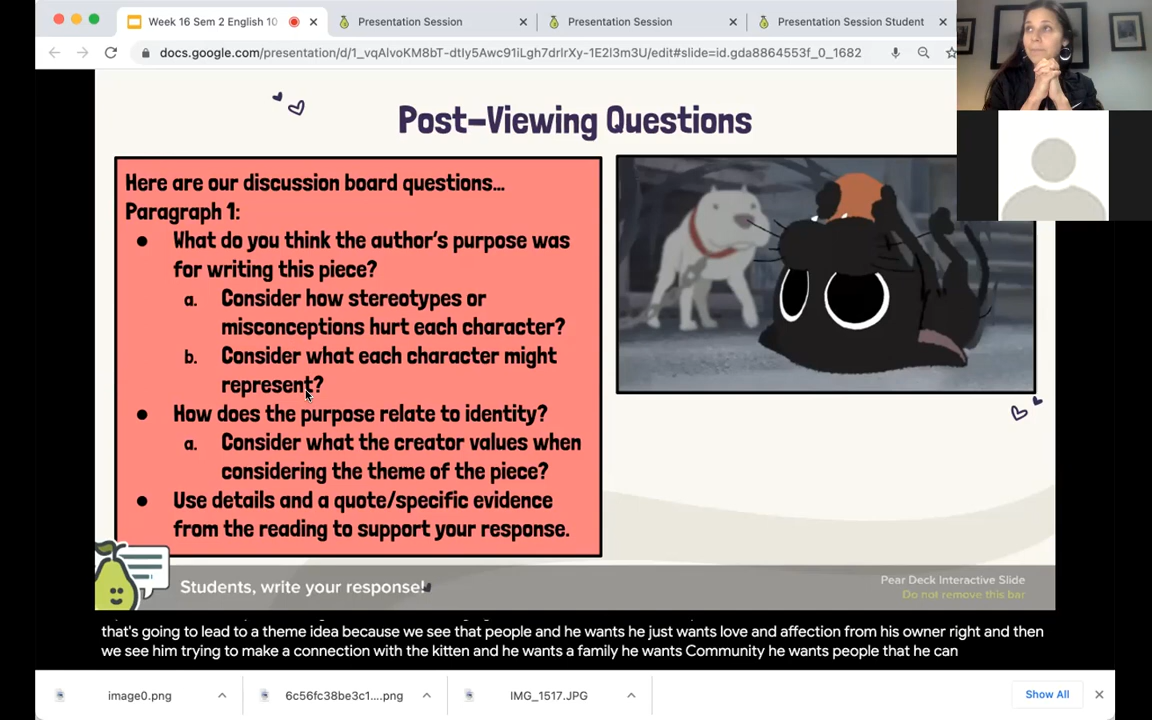 Week 16 Sem 2 English 10
Presentation Session
Presentation Session
Presentation Session Student
docs.google.com/presentation/d/1_vqAlvoKM8bT-dtIy5Awc91iLgh7drIrXy-1E2I3m3U/edit#slide=id.gda8864553f_0_1682
Post-Viewing Questions
Here are our discussion board questions...
Paragraph 1:
● What do you think the author's purpose was
for writing this piece?
a. Consider how stereotypes or
misconceptions hurt each character?
b. Consider what each character might
represent?
● How does the purpose relate to identity?
a. Consider what the creator values when
considering the theme of the piece?
● Use details and a quote/specific evidence
from the reading to support your response.
Students, write your response!
Pear Deck Interactive Slide
Do not remove this bar
that's going to lead to a theme idea because we see that people and he wants he just wants love and affection from his owner right and then
we see him trying to make a connection with the kitten and he wants a family he wants Community he wants people that he can
image0.png
6c56fc38be3c1....png
IMG_1517.JPG
Show All